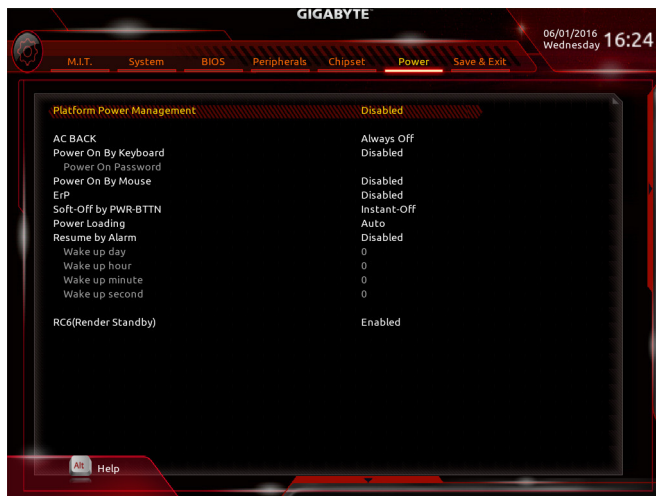 GIGABYTE™
06/01/2016 Wednesday 16:24
M.I.T. System BIOS Peripherals Chipset Power Save & Exit
Platform Power Management Disabled
AC BACK Always Off
Power On By Keyboard Disabled
Power On Password
Power On By Mouse Disabled
ErP Disabled
Soft-Off by PWR-BTTN Instant-Off
Power Loading Auto
Resume by Alarm Disabled
Wake up day 0
Wake up hour 0
Wake up minute 0
Wake up second 0
RC6(Render Standby) Enabled
Alt Help